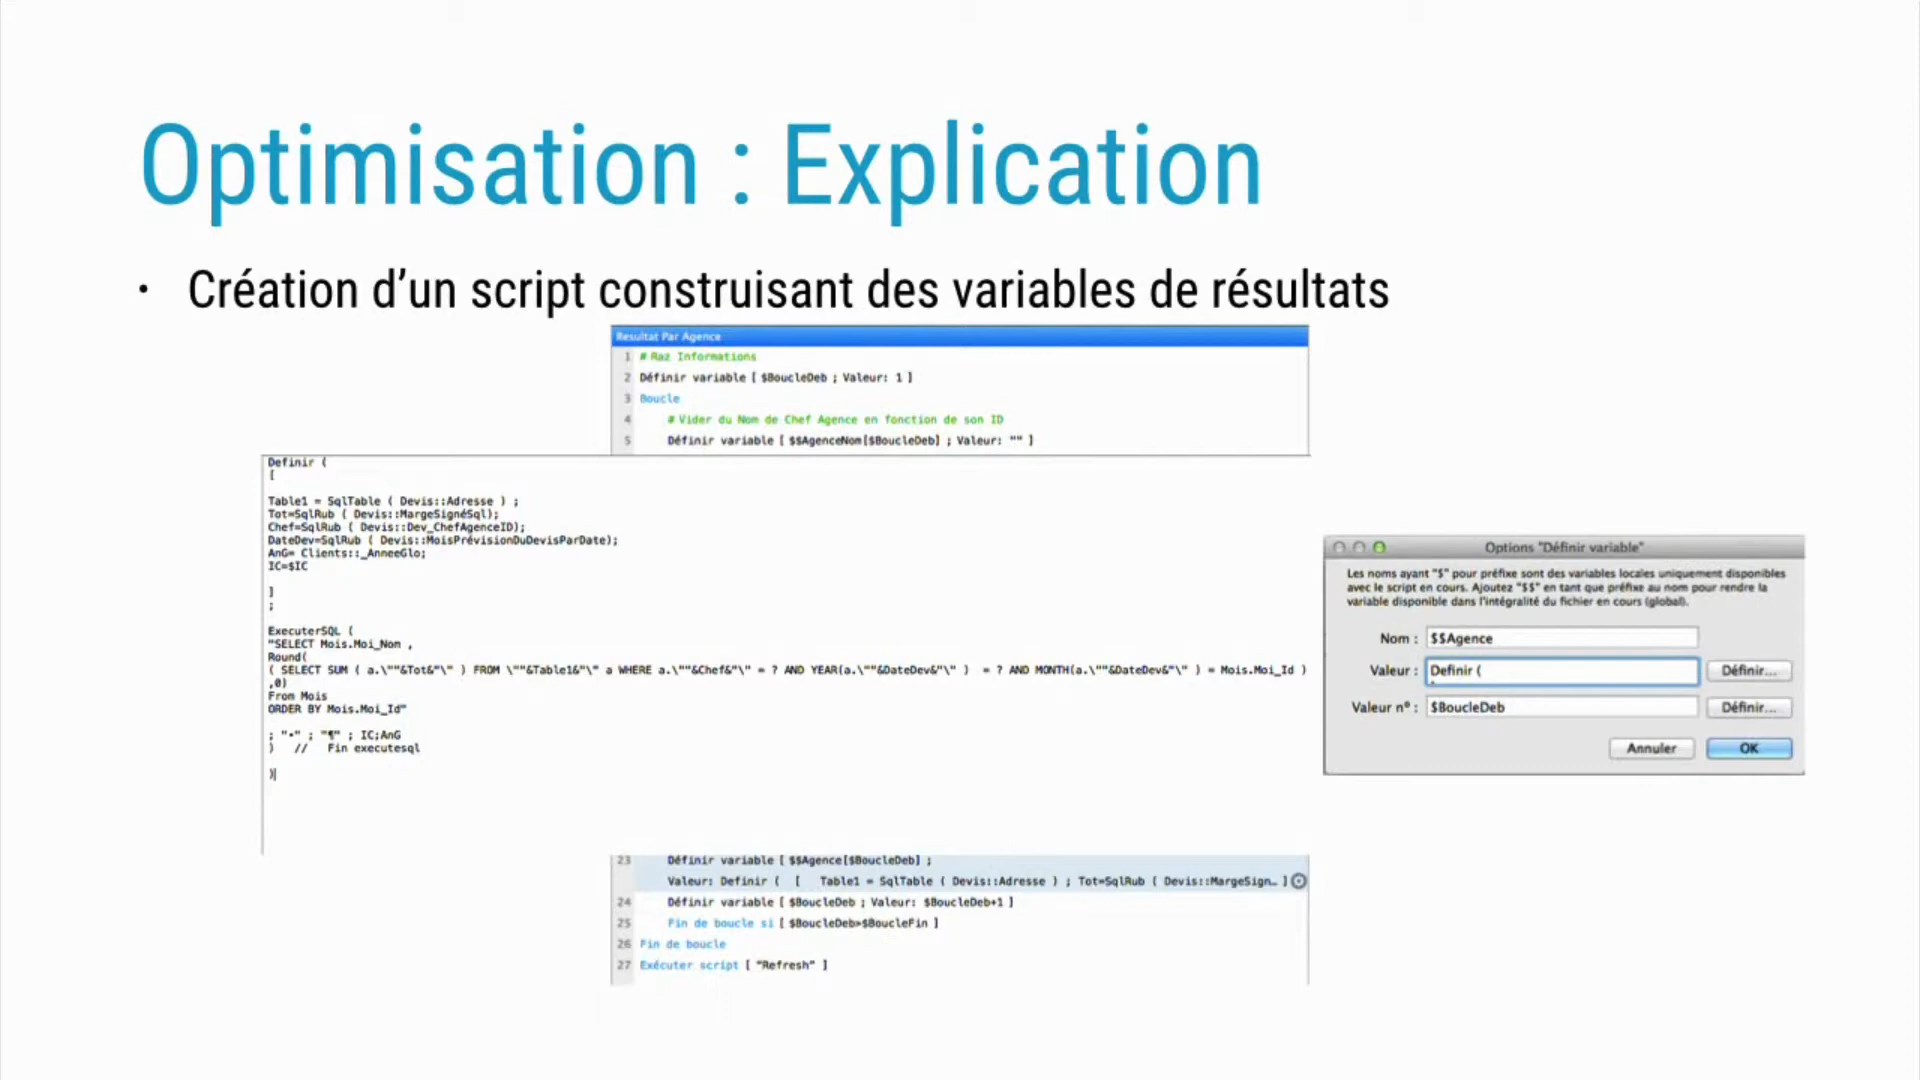 Optimisation : Explication
• Création d’un script construisant des variables de résultats
Resultat Par Agence
1 # Raz Informations
2 Définir variable [ $BoucleDeb ; Valeur: 1 ]
3 Boucle
4 # Vider du Nom de Chef Agence en fonction de son ID
5 Définir variable [ $$AgenceNom[$BoucleDeb] ; Valeur: "" ]
Definir (
[
Table1 = SqlTable ( Devis::Adresse ) ;
Tot=SqlRub ( Devis::MargeSignéSql);
Chef=SqlRub ( Devis::Dev_ChefAgenceID);
DateDev=SqlRub ( Devis::MoisPrévisionDuDevisParDate);
AnG= Clients::_AnneeGlo;
IC=$IC
]
;
ExecuterSQL (
"SELECT Mois.Moi_Nom ,
Round(
( SELECT SUM ( a.\""&Tot&"\" ) FROM \""&Table1&"\" a WHERE a.\""&Chef&"\" = ? AND YEAR(a.\""&DateDev&"\" ) = ? AND MONTH(a.\""&DateDev&"\" ) = Mois.Moi_Id )
,0)
From Mois
ORDER BY Mois.Moi_Id"
; "•" ; "¶" ; IC;AnG
) // Fin executesql
)
Options "Définir variable"
Les noms ayant "$" pour préfixe sont des variables locales uniquement disponibles
avec le script en cours. Ajoutez "$$" en tant que préfixe au nom pour rendre la
variable disponible dans l'intégralité du fichier en cours (global).
Nom : $$Agence
Valeur : Definir ( Définir...
Valeur n° : $BoucleDeb Définir...
Annuler OK
23 Définir variable [ $$Agence[$BoucleDeb] ;
Valeur: Definir ( [ Table1 = SqlTable ( Devis::Adresse ) ; Tot=SqlRub ( Devis::MargeSign… ]
24 Définir variable [ $BoucleDeb ; Valeur: $BoucleDeb+1 ]
25 Fin de boucle si [ $BoucleDeb>$BoucleFin ]
26 Fin de boucle
27 Exécuter script [ "Refresh" ]